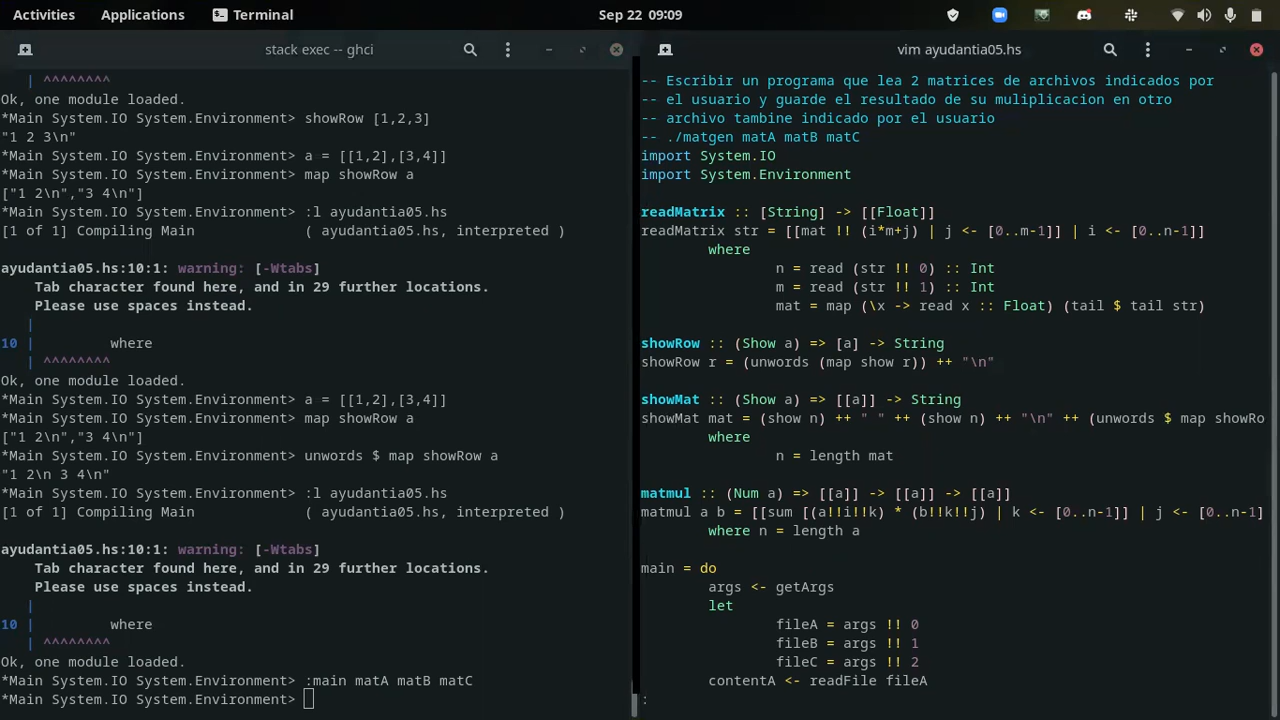 Activities Applications Terminal Sep 22 09:09
stack exec -- ghci
| ^^^^^^^^
Ok, one module loaded.
*Main System.IO System.Environment> showRow [1,2,3]
"1 2 3\n"
*Main System.IO System.Environment> a = [[1,2],[3,4]]
*Main System.IO System.Environment> map showRow a
["1 2\n","3 4\n"]
*Main System.IO System.Environment> :l ayudantia05.hs
[1 of 1] Compiling Main ( ayudantia05.hs, interpreted )
ayudantia05.hs:10:1: warning: [-Wtabs]
Tab character found here, and in 29 further locations.
Please use spaces instead.
|
10 | where
| ^^^^^^^^
Ok, one module loaded.
*Main System.IO System.Environment> a = [[1,2],[3,4]]
*Main System.IO System.Environment> map showRow a
["1 2\n","3 4\n"]
*Main System.IO System.Environment> unwords $ map showRow a
"1 2\n 3 4\n"
*Main System.IO System.Environment> :l ayudantia05.hs
[1 of 1] Compiling Main ( ayudantia05.hs, interpreted )
ayudantia05.hs:10:1: warning: [-Wtabs]
Tab character found here, and in 29 further locations.
Please use spaces instead.
|
10 | where
| ^^^^^^^^
Ok, one module loaded.
*Main System.IO System.Environment> :main matA matB matC
*Main System.IO System.Environment>
vim ayudantia05.hs
-- Escribir un programa que lea 2 matrices de archivos indicados por
-- el usuario y guarde el resultado de su muliplicacion en otro
-- archivo tambine indicado por el usuario
-- ./matgen matA matB matC
import System.IO
import System.Environment
readMatrix :: [String] -> [[Float]]
readMatrix str = [[mat !! (i*m+j) | j <- [0..m-1]] | i <- [0..n-1]]
where
n = read (str !! 0) :: Int
m = read (str !! 1) :: Int
mat = map (\x -> read x :: Float) (tail $ tail str)
showRow :: (Show a) => [a] -> String
showRow r = (unwords (map show r)) ++ "\n"
showMat :: (Show a) => [[a]] -> String
showMat mat = (show n) ++ " " ++ (show n) ++ "\n" ++ (unwords $ map showRo
where
n = length mat
matmul :: (Num a) => [[a]] -> [[a]] -> [[a]]
matmul a b = [[sum [(a!!i!!k) * (b!!k!!j) | k <- [0..n-1]] | j <- [0..n-1]
where n = length a
main = do
args <- getArgs
let
fileA = args !! 0
fileB = args !! 1
fileC = args !! 2
contentA <- readFile fileA
: